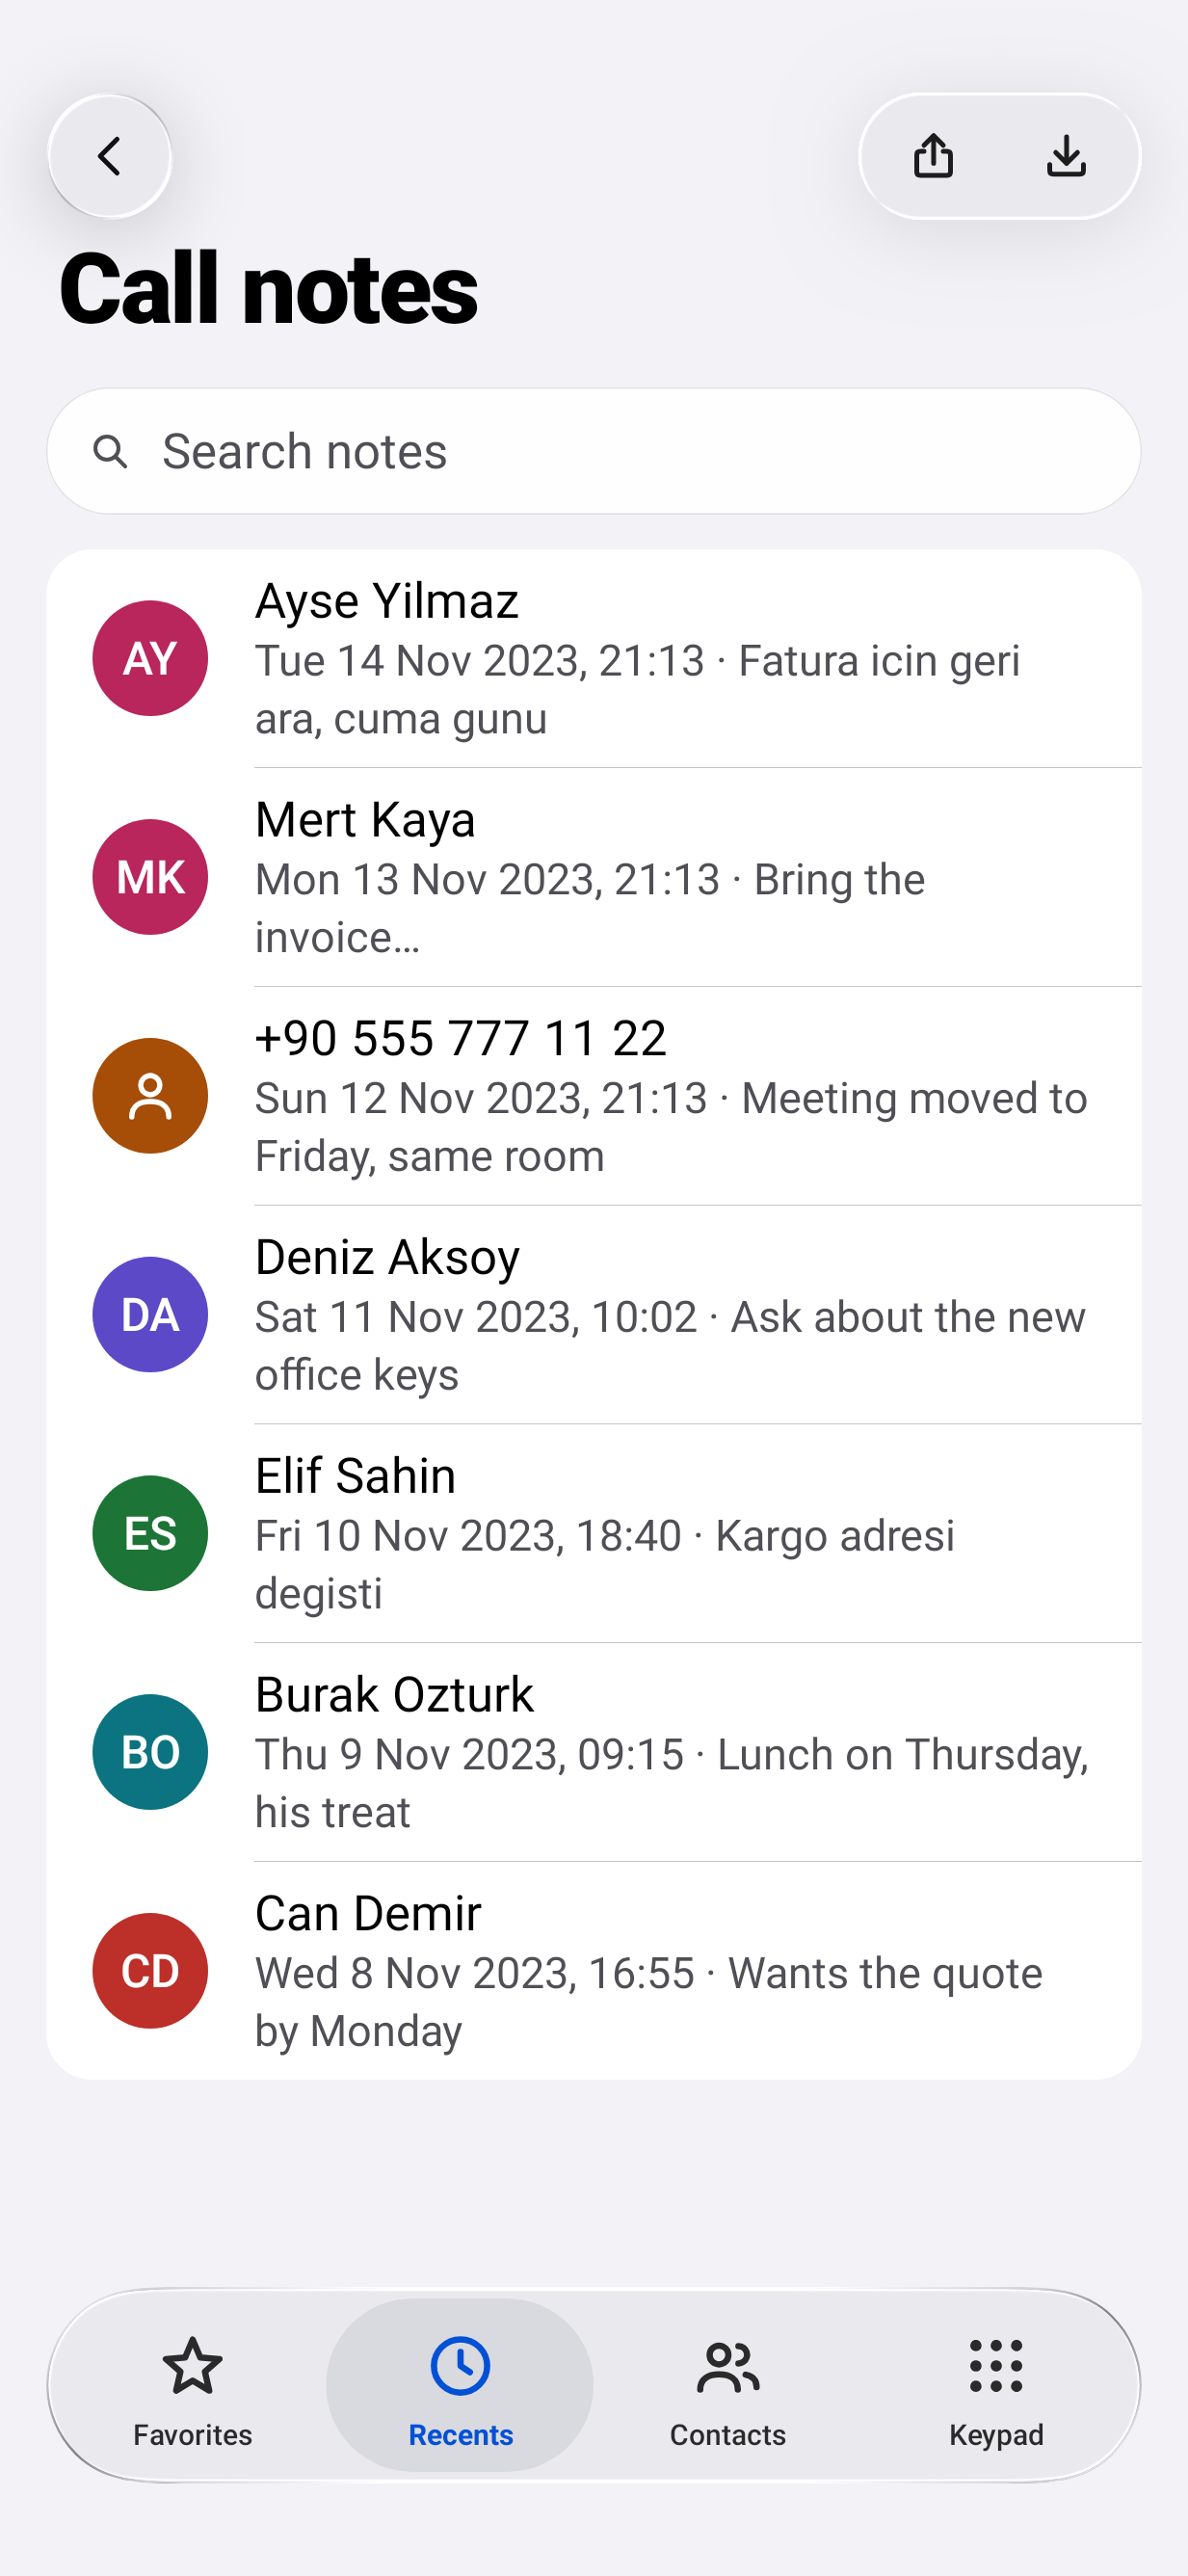 Call notes
Search notes
AY
Ayse Yilmaz
Tue 14 Nov 2023, 21:13 · Fatura icin geri
ara, cuma gunu
MK
Mert Kaya
Mon 13 Nov 2023, 21:13 · Bring the
invoice…
+90 555 777 11 22
Sun 12 Nov 2023, 21:13 · Meeting moved to
Friday, same room
DA
Deniz Aksoy
Sat 11 Nov 2023, 10:02 · Ask about the new
office keys
ES
Elif Sahin
Fri 10 Nov 2023, 18:40 · Kargo adresi
degisti
BO
Burak Ozturk
Thu 9 Nov 2023, 09:15 · Lunch on Thursday,
his treat
CD
Can Demir
Wed 8 Nov 2023, 16:55 · Wants the quote
by Monday
Favorites
Recents
Contacts
Keypad